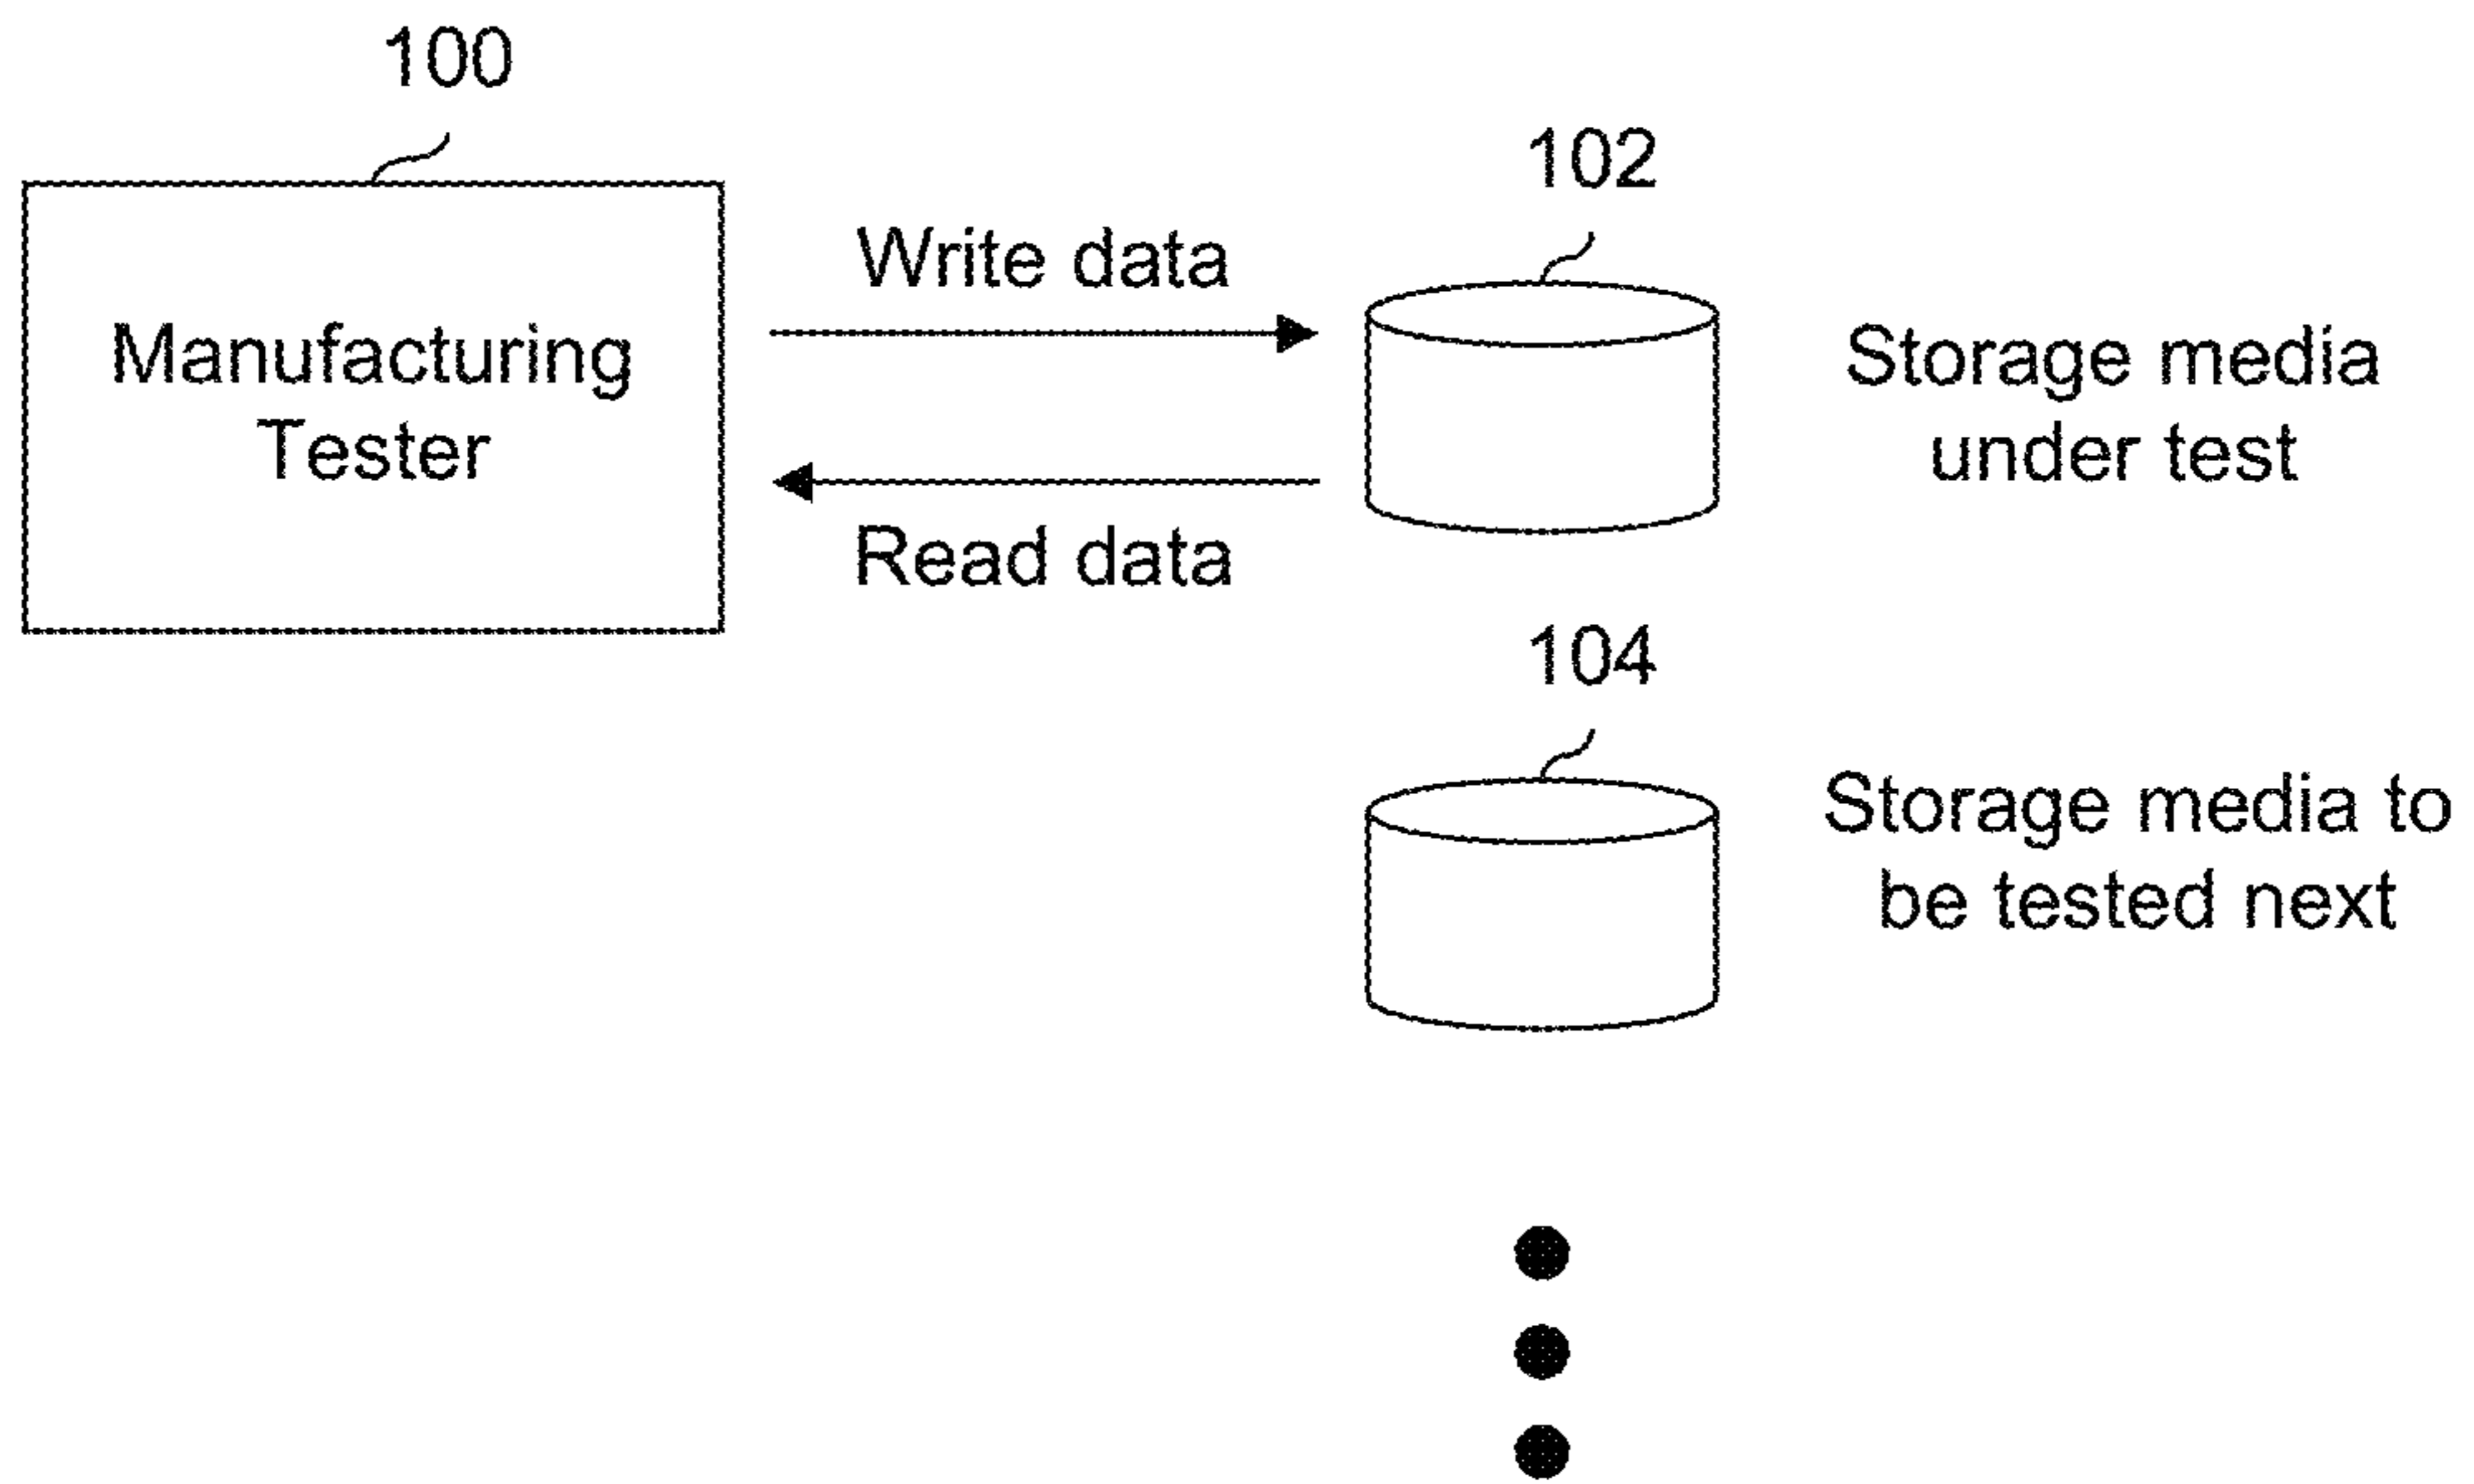 100
102
Write data
Manufacturing
Tester
Storage media
under test
Read data
104
Storage media to
be tested next